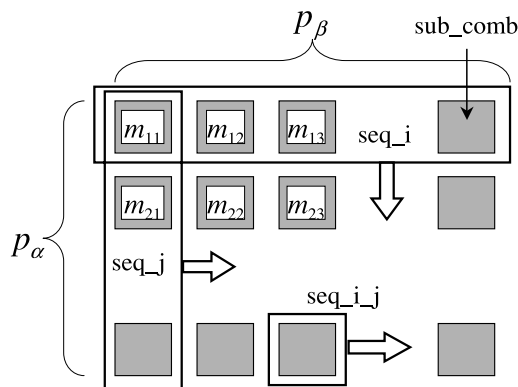 p_β
sub_comb
m_11 m_12 m_13 seq_i
m_21 m_22 m_23
p_α
seq_j
seq_i_j